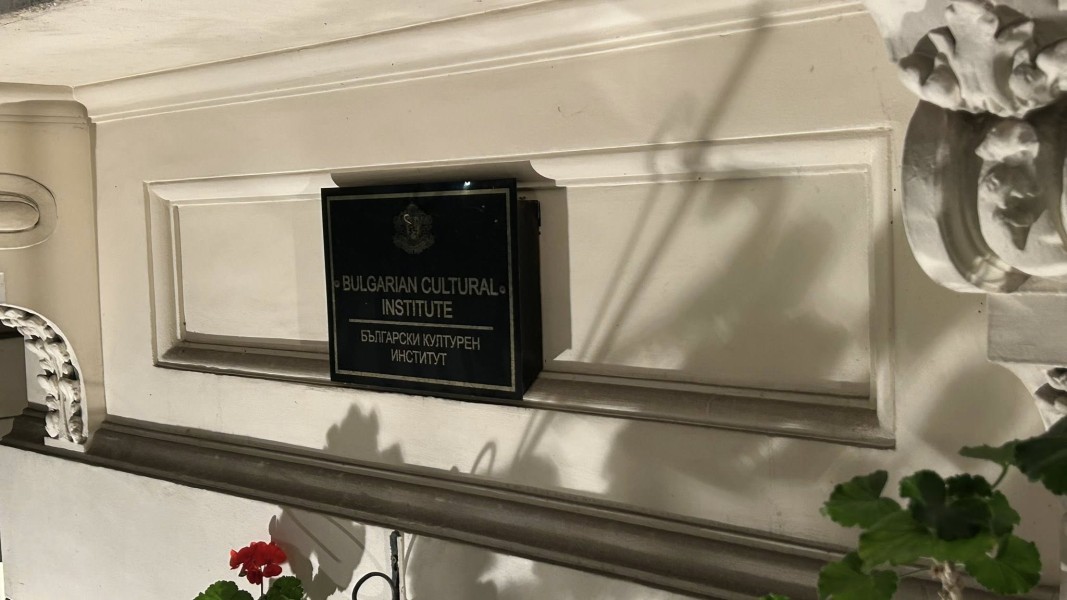 BULGARIAN CULTURAL
INSTITUTE
БЪЛГАРСКИ КУЛТУРЕН
ИНСТИТУТ